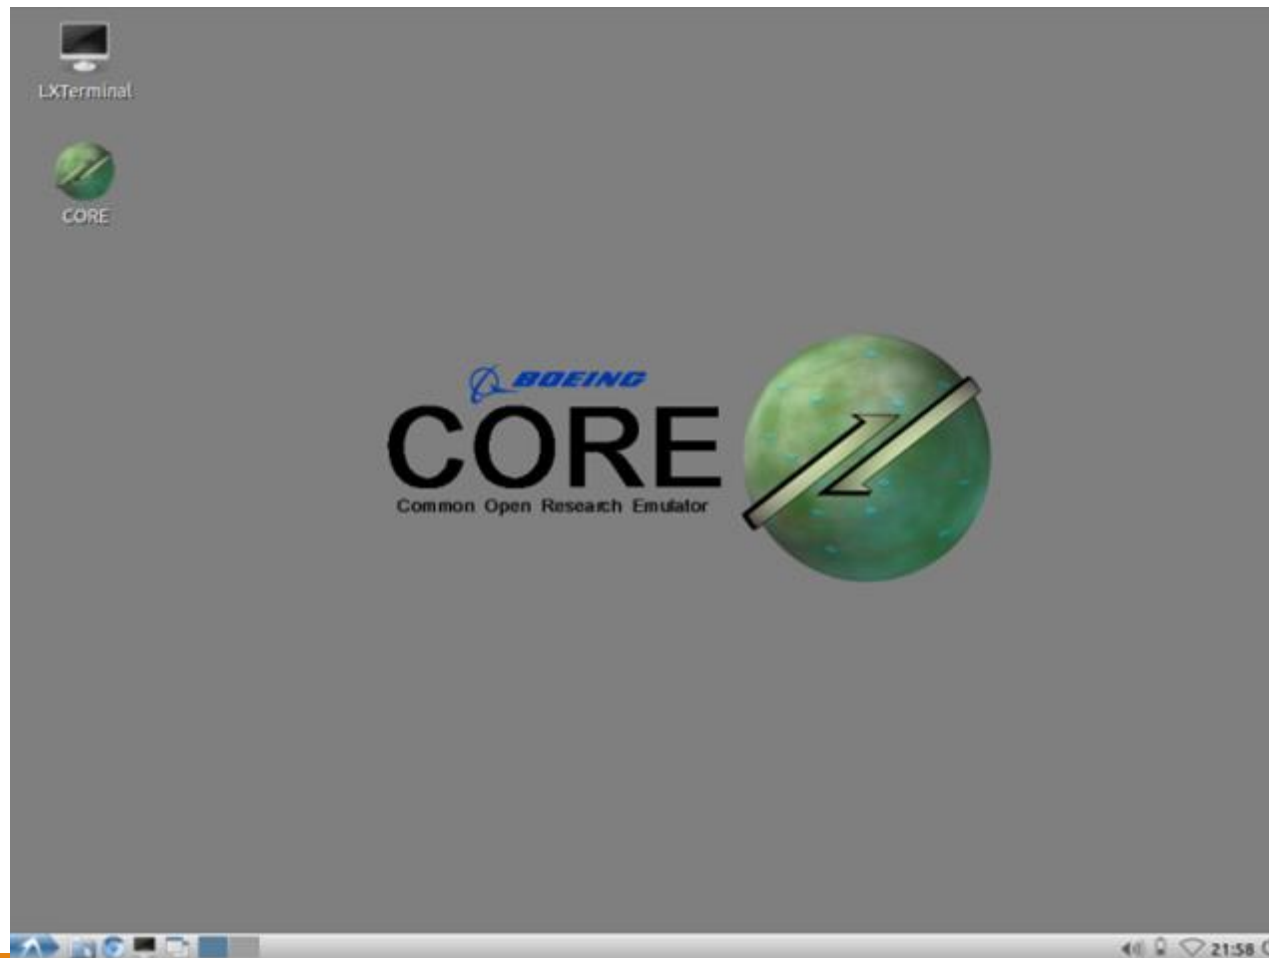 LXTerminal
CORE
BOEING
CORE
Common Open Research Emulator
21:58